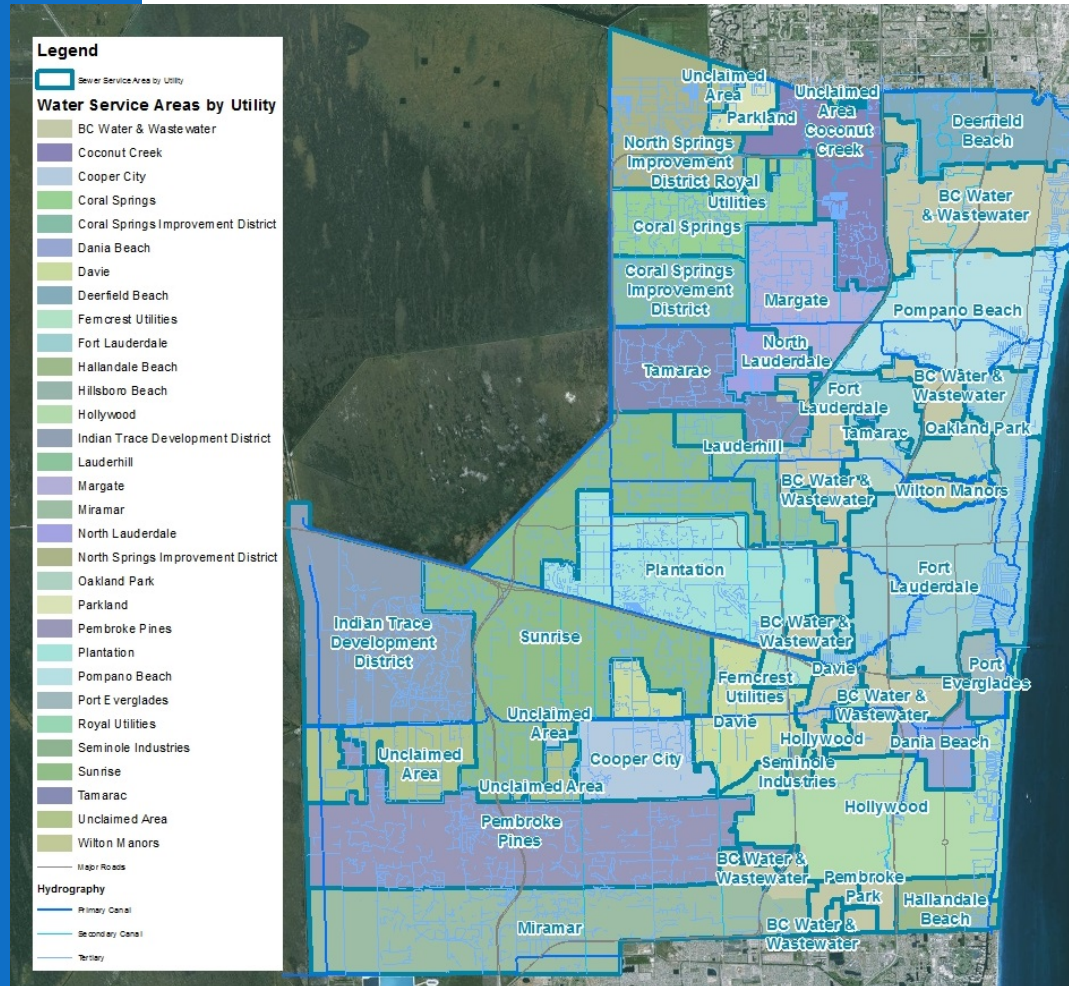 Legend
Sewer Service Area by Utility
Water Service Areas by Utility
BC Water & Wastewater
Coconut Creek
Cooper City
Coral Springs
Coral Springs Improvement District
Dania Beach
Davie
Deerfield Beach
Ferncrest Utilities
Fort Lauderdale
Hallandale Beach
Hillsboro Beach
Hollywood
Indian Trace Development District
Lauderhill
Margate
Miramar
North Lauderdale
North Springs Improvement District
Oakland Park
Parkland
Pembroke Pines
Plantation
Pompano Beach
Port Everglades
Royal Utilities
Seminole Industries
Sunrise
Tamarac
Unclaimed Area
Wilton Manors
Major Roads
Hydrography
Primary Canal
Secondary Canal
Tertiary
Unclaimed
Area
Parkland
Unclaimed
Area
Coconut
Creek
Deerfield
Beach
North Springs
Improvement
District
Royal
Utilities
BC Water
& Wastewater
Coral Springs
Coral Springs
Improvement
District
Margate
Pompano Beach
North
Lauderdale
Tamarac
BC Water &
Wastewater
Fort
Lauderdale
Tamarac
Oakland Park
Lauderhill
BC Water &
Wastewater
Wilton Manors
Plantation
Fort
Lauderdale
Indian Trace
Development
District
Sunrise
BC Water &
Wastewater
Davie
Port
Everglades
Ferncrest
Utilities
BC Water &
Wastewater
Unclaimed
Area
Davie
Hollywood
Dania Beach
Unclaimed
Area
Cooper City
Seminole
Industries
Unclaimed Area
Hollywood
Pembroke
Pines
BC Water &
Wastewater
Pembroke
Park
Hallandale
Beach
Miramar
BC Water &
Wastewater